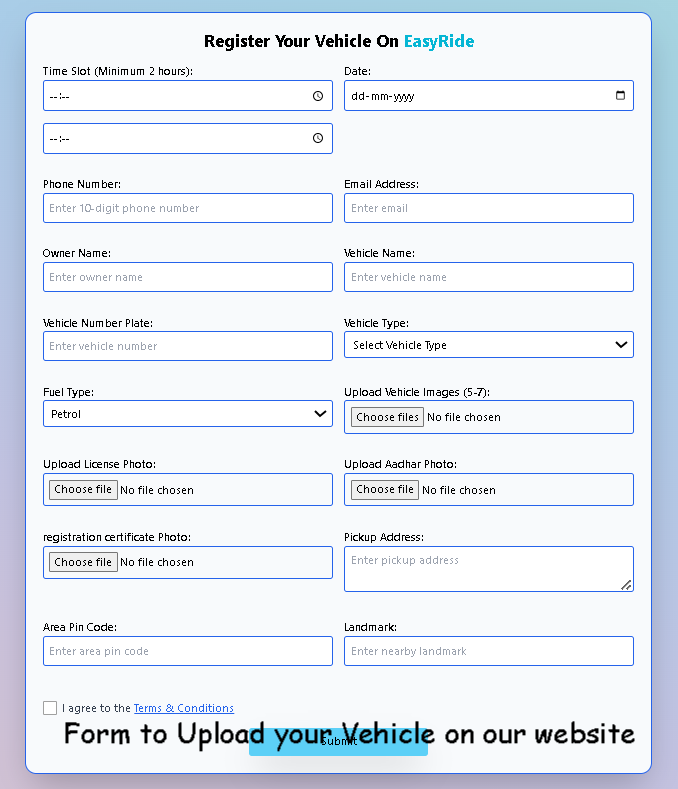 Register Your Vehicle On EasyRide
Time Slot (Minimum 2 hours): Date:
--:-- dd-mm-yyyy
--:--
Phone Number: Email Address:
Enter 10-digit phone number Enter email
Owner Name: Vehicle Name:
Enter owner name Enter vehicle name
Vehicle Number Plate: Vehicle Type:
Enter vehicle number Select Vehicle Type
Fuel Type: Upload Vehicle Images (5-7):
Petrol Choose files No file chosen
Upload License Photo: Upload Aadhar Photo:
Choose file No file chosen Choose file No file chosen
registration certificate Photo: Pickup Address:
Choose file No file chosen Enter pickup address
Area Pin Code: Landmark:
Enter area pin code Enter nearby landmark
I agree to the Terms & Conditions
Form to Upload your Vehicle on our website
Submit